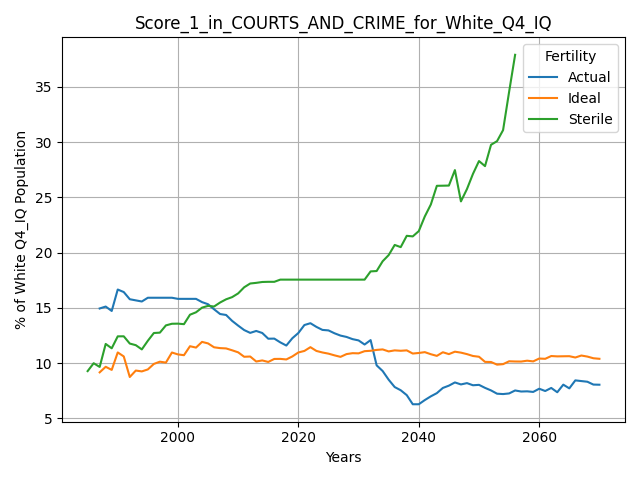 Score_1_in_COURTS_AND_CRIME_for_White_Q4_IQ
% of White Q4_IQ Population
35
30
25
20
15
10
5
Fertility
Actual
Ideal
Sterile
2000
2020
2040
2060
Years